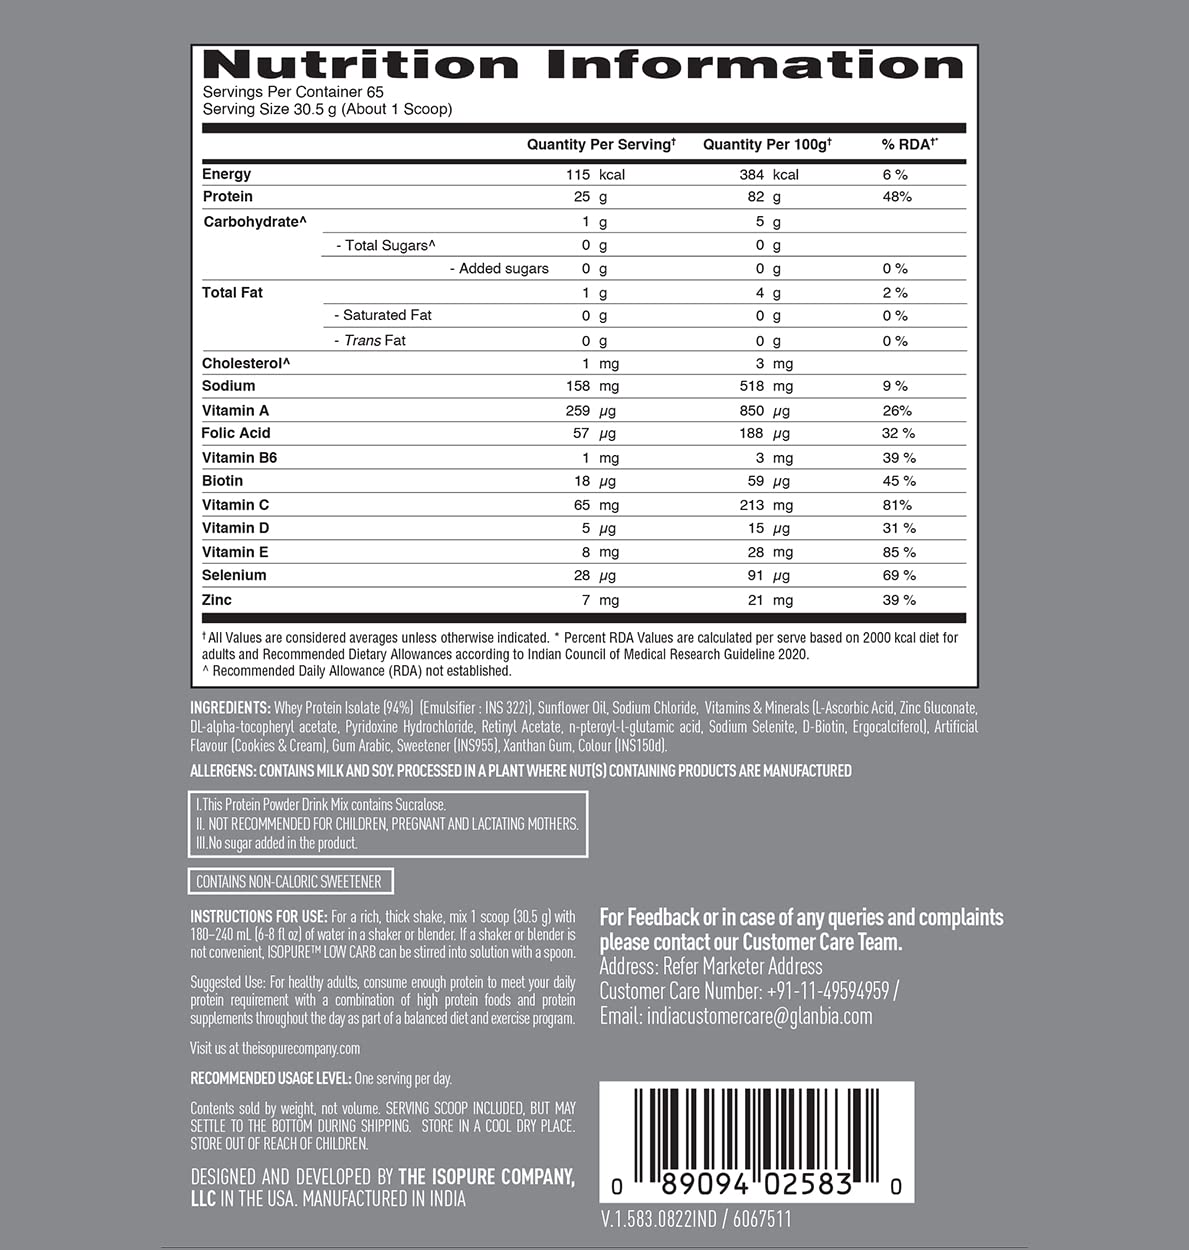 Nutrition Information
Servings Per Container 65
Serving Size 30.5 g (About 1 Scoop)
Quantity Per Serving† Quantity Per 100g† % RDA†*
Energy 115 kcal 384 kcal 6 %
Protein 25 g 82 g 48%
Carbohydrate^ 1 g 5 g
- Total Sugars^ 0 g 0 g
- Added sugars 0 g 0 g 0 %
Total Fat 1 g 4 g 2 %
- Saturated Fat 0 g 0 g 0 %
- Trans Fat 0 g 0 g 0 %
Cholesterol^ 1 mg 3 mg
Sodium 158 mg 518 mg 9 %
Vitamin A 259 µg 850 µg 26%
Folic Acid 57 µg 188 µg 32 %
Vitamin B6 1 mg 3 mg 39 %
Biotin 18 µg 59 µg 45 %
Vitamin C 65 mg 213 mg 81%
Vitamin D 5 µg 15 µg 31 %
Vitamin E 8 mg 28 mg 85 %
Selenium 28 µg 91 µg 69 %
Zinc 7 mg 21 mg 39 %
† All Values are considered averages unless otherwise indicated. * Percent RDA Values are calculated per serve based on 2000 kcal diet for
adults and Recommended Dietary Allowances according to Indian Council of Medical Research Guideline 2020.
^ Recommended Daily Allowance (RDA) not established.
INGREDIENTS: Whey Protein Isolate (94%) (Emulsifier : INS 322i), Sunflower Oil, Sodium Chloride, Vitamins & Minerals (L-Ascorbic Acid, Zinc Gluconate,
DL-alpha-tocopheryl acetate, Pyridoxine Hydrochloride, Retinyl Acetate, n-pteroyl-l-glutamic acid, Sodium Selenite, D-Biotin, Ergocalciferol), Artificial
Flavour (Cookies & Cream), Gum Arabic, Sweetener (INS955), Xanthan Gum, Colour (INS150d).
ALLERGENS: CONTAINS MILK AND SOY. PROCESSED IN A PLANT WHERE NUT(S) CONTAINING PRODUCTS ARE MANUFACTURED
I.This Protein Powder Drink Mix contains Sucralose.
II. NOT RECOMMENDED FOR CHILDREN, PREGNANT AND LACTATING MOTHERS.
III.No sugar added in the product.
CONTAINS NON-CALORIC SWEETENER
INSTRUCTIONS FOR USE: For a rich, thick shake, mix 1 scoop (30.5 g) with
180–240 mL (6-8 fl oz) of water in a shaker or blender. If a shaker or blender is
not convenient, ISOPURE™ LOW CARB can be stirred into solution with a spoon.
Suggested Use: For healthy adults, consume enough protein to meet your daily
protein requirement with a combination of high protein foods and protein
supplements throughout the day as part of a balanced diet and exercise program.
Visit us at theisopurecompany.com
RECOMMENDED USAGE LEVEL: One serving per day.
Contents sold by weight, not volume. SERVING SCOOP INCLUDED, BUT MAY
SETTLE TO THE BOTTOM DURING SHIPPING. STORE IN A COOL DRY PLACE.
STORE OUT OF REACH OF CHILDREN.
DESIGNED AND DEVELOPED BY THE ISOPURE COMPANY,
LLC IN THE USA. MANUFACTURED IN INDIA
For Feedback or in case of any queries and complaints
please contact our Customer Care Team.
Address: Refer Marketer Address
Customer Care Number: +91-11-49594959 /
Email: indiacustomercare@glanbia.com
0 89094 02583 0
V.1.583.0822IND / 6067511